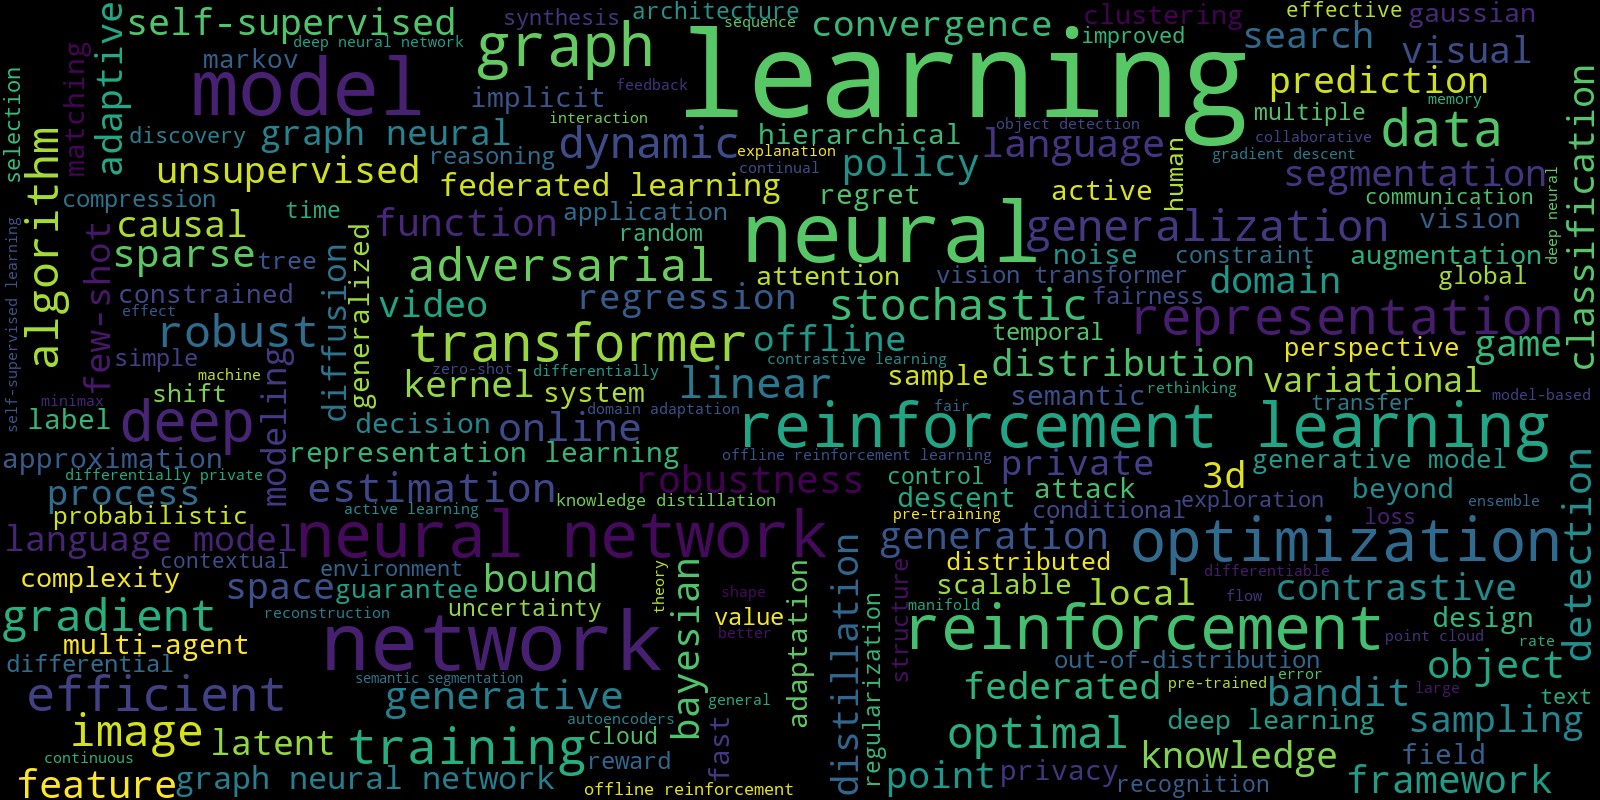 learning
neural
network
reinforcement learning
neural network
reinforcement
model
optimization
representation
transformer
deep
graph
training
generalization
data
adversarial
stochastic
dynamic
efficient
image
gradient
robust
algorithm
self-supervised
synthesis
architecture
sequence
convergence
clustering
effective
gaussian
deep neural network
improved
search
visual
adaptive
markov
matching
selection
feedback
implicit
prediction
memory
multiple
interaction
discovery
graph neural
hierarchical
object detection
collaborative
language
reasoning
explanation
gradient descent
classification
unsupervised
federated learning
continual
policy
human
segmentation
compression
active
communication
deep neural
regret
time
application
function
causal
random
vision
sparse
tree
noise
constraint
augmentation
few-shot
attention
vision transformer
domain
global
constrained
generalized
diffusion
video
regression
fairness
effect
self-supervised learning
temporal
offline
perspective
game
simple
contrastive learning
distribution
zero-shot
differentially
machine
kernel
system
linear
sample
variational
rethinking
semantic
transfer
model-based
minimax
shift
label
modeling
domain adaptation
fair
decision
online
representation learning
offline reinforcement learning
private
generative model
approximation
differentially private
robustness
control
3d
beyond
detection
process
estimation
knowledge distillation
descent
attack
exploration
ensemble
active learning
pre-training
conditional
loss
probabilistic
language model
generation
contextual
environment
distributed
differentiable
complexity
space
guarantee
bound
theory
bayesian
adaptation
distillation
structure
scalable
local
flow
contrastive
shape
reconstruction
uncertainty
value
better
manifold
design
regularization
point cloud
rate
multi-agent
differential
out-of-distribution
object
error
semantic segmentation
federated
pre-trained
bandit
large
text
generative
general
autoencoders
deep learning
sampling
latent
cloud
optimal
fast
continuous
reward
knowledge
field
feature
graph neural network
offline reinforcement
point
privacy
recognition
framework